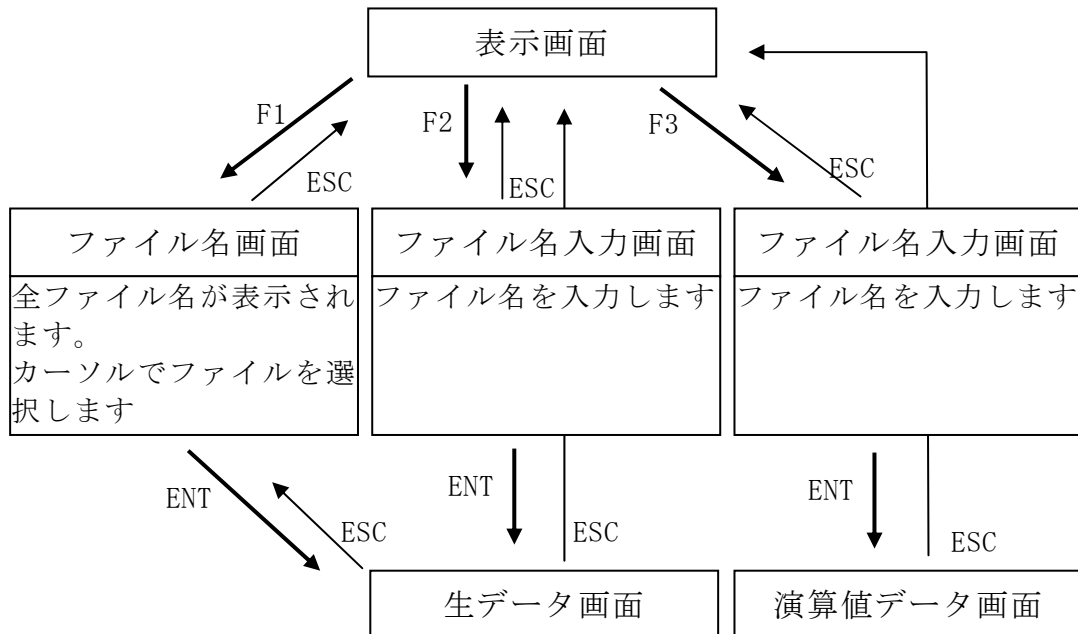 表示画面
F1
F2
F3
ESC
ESC
ESC
ファイル名画面
ファイル名入力画面
ファイル名入力画面
全ファイル名が表示され
ます。
カーソルでファイルを選
択します
ファイル名を入力します
ファイル名を入力します
ENT
ESC
ENT
ESC
ENT
ESC
生データ画面
演算値データ画面